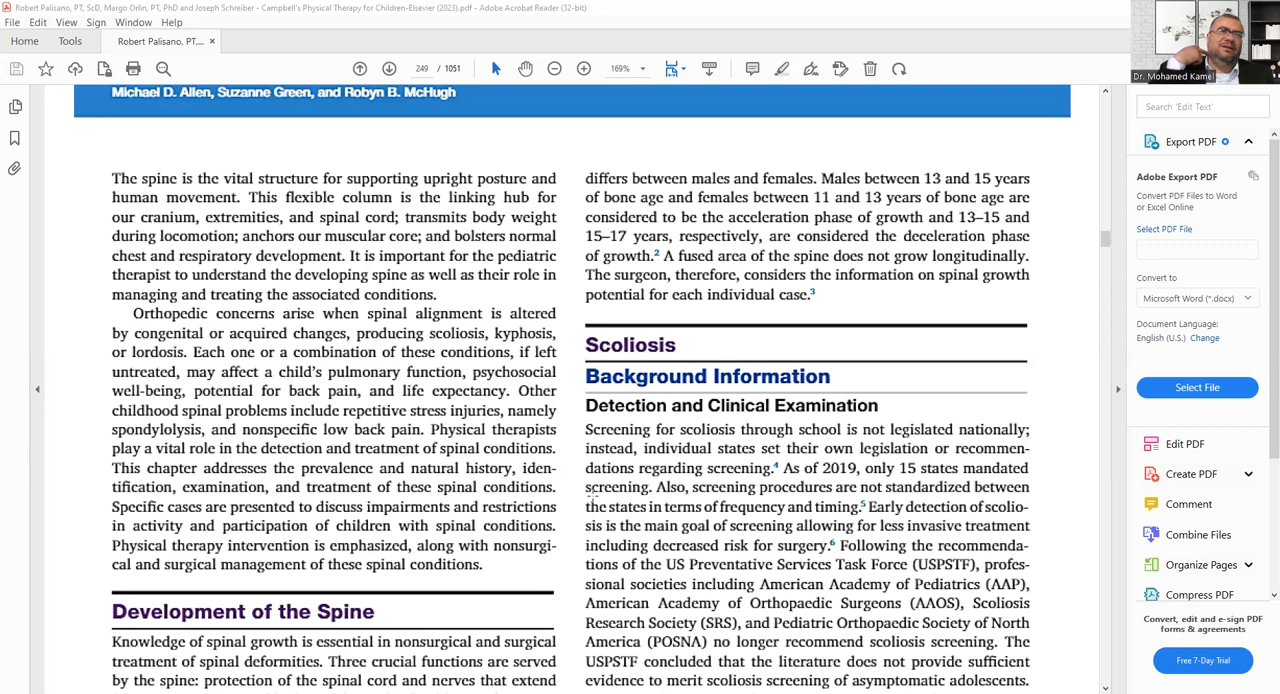 Robert Palisano, PT, ScD, Margo Orlin, PT, PhD and Joseph Schreiber - Campbell's Physical Therapy for Children-Elsevier (2023).pdf - Adobe Acrobat Reader (32-bit)
File Edit View Sign Window Help
Home Tools Robert Palisano, PT,... ×
249 / 1051 169%
Dr. Mohamed Kamel
Michael D. Allen, Suzanne Green, and Robyn B. McHugh
The spine is the vital structure for supporting upright posture and
human movement. This flexible column is the linking hub for
our cranium, extremities, and spinal cord; transmits body weight
during locomotion; anchors our muscular core; and bolsters normal
chest and respiratory development. It is important for the pediatric
therapist to understand the developing spine as well as their role in
managing and treating the associated conditions.
Orthopedic concerns arise when spinal alignment is altered
by congenital or acquired changes, producing scoliosis, kyphosis,
or lordosis. Each one or a combination of these conditions, if left
untreated, may affect a child's pulmonary function, psychosocial
well-being, potential for back pain, and life expectancy. Other
childhood spinal problems include repetitive stress injuries, namely
spondylolysis, and nonspecific low back pain. Physical therapists
play a vital role in the detection and treatment of spinal conditions.
This chapter addresses the prevalence and natural history, iden-
tification, examination, and treatment of these spinal conditions.
Specific cases are presented to discuss impairments and restrictions
in activity and participation of children with spinal conditions.
Physical therapy intervention is emphasized, along with nonsurgi-
cal and surgical management of these spinal conditions.
Development of the Spine
Knowledge of spinal growth is essential in nonsurgical and surgical
treatment of spinal deformities. Three crucial functions are served
by the spine: protection of the spinal cord and nerves that extend
differs between males and females. Males between 13 and 15 years
of bone age and females between 11 and 13 years of bone age are
considered to be the acceleration phase of growth and 13–15 and
15–17 years, respectively, are considered the deceleration phase
of growth.2 A fused area of the spine does not grow longitudinally.
The surgeon, therefore, considers the information on spinal growth
potential for each individual case.3
Scoliosis
Background Information
Detection and Clinical Examination
Screening for scoliosis through school is not legislated nationally;
instead, individual states set their own legislation or recommen-
dations regarding screening.4 As of 2019, only 15 states mandated
screening. Also, screening procedures are not standardized between
the states in terms of frequency and timing.5 Early detection of scolio-
sis is the main goal of screening allowing for less invasive treatment
including decreased risk for surgery.6 Following the recommenda-
tions of the US Preventative Services Task Force (USPSTF), profes-
sional societies including American Academy of Pediatrics (AAP),
American Academy of Orthopaedic Surgeons (AAOS), Scoliosis
Research Society (SRS), and Pediatric Orthopaedic Society of North
America (POSNA) no longer recommend scoliosis screening. The
USPSTF concluded that the literature does not provide sufficient
evidence to merit scoliosis screening of asymptomatic adolescents.
Search 'Edit Text'
Export PDF
Adobe Export PDF
Convert PDF Files to Word
or Excel Online
Select PDF File
Convert to
Microsoft Word (*.docx)
Document Language:
English (U.S.) Change
Select File
Edit PDF
Create PDF
Comment
Combine Files
Organize Pages
Compress PDF
Convert, edit and e-sign PDF
forms & agreements
Free 7-Day Trial